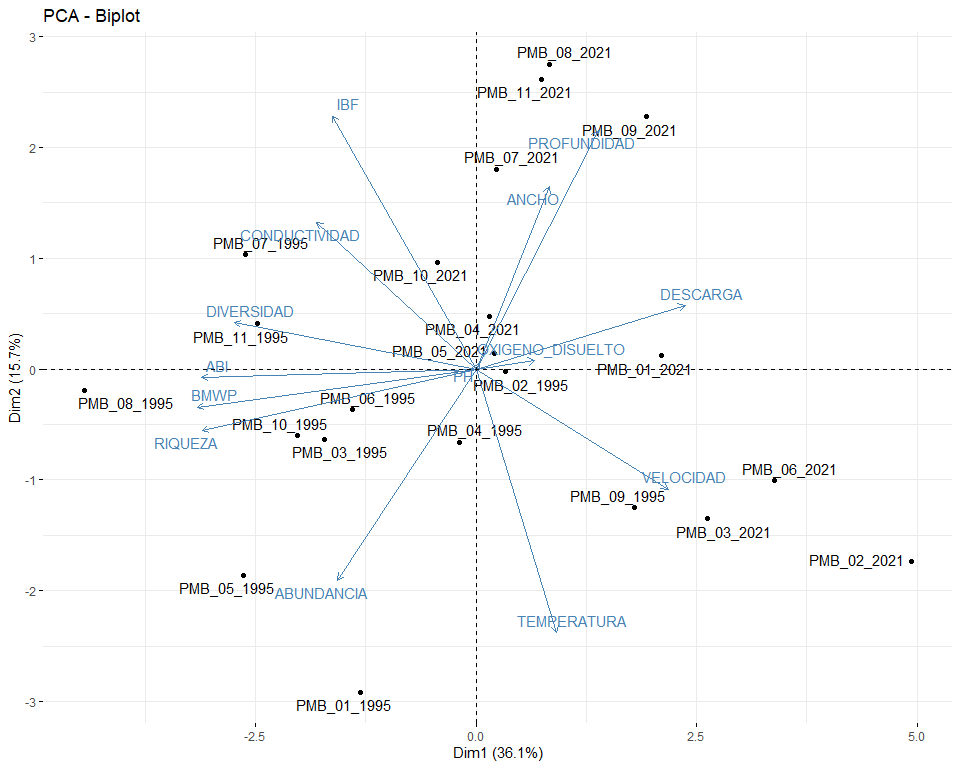 PCA - Biplot
3
PMB_08_2021
PMB_11_2021
IBF
PMB_09_2021
PROFUNDIDAD
2
PMB_07_2021
ANCHO
CONDUCTIVIDAD
PMB_07_1995
1
PMB_10_2021
DESCARGA
DIVERSIDAD
PMB_04_2021
PMB_11_1995
PMB_05_2021
OXIGENO_DISUELTO
0
ABI
PH
PMB_01_2021
PMB_02_1995
BMWP
PMB_08_1995
PMB_06_1995
PMB_10_1995
PMB_04_1995
RIQUEZA
PMB_03_1995
PMB_06_2021
VELOCIDAD
-1
PMB_09_1995
PMB_03_2021
PMB_02_2021
PMB_05_1995
ABUNDANCIA
-2
TEMPERATURA
-3
PMB_01_1995
-2.5
0.0
2.5
5.0
Dim1 (36.1%)
Dim2 (15.7%)